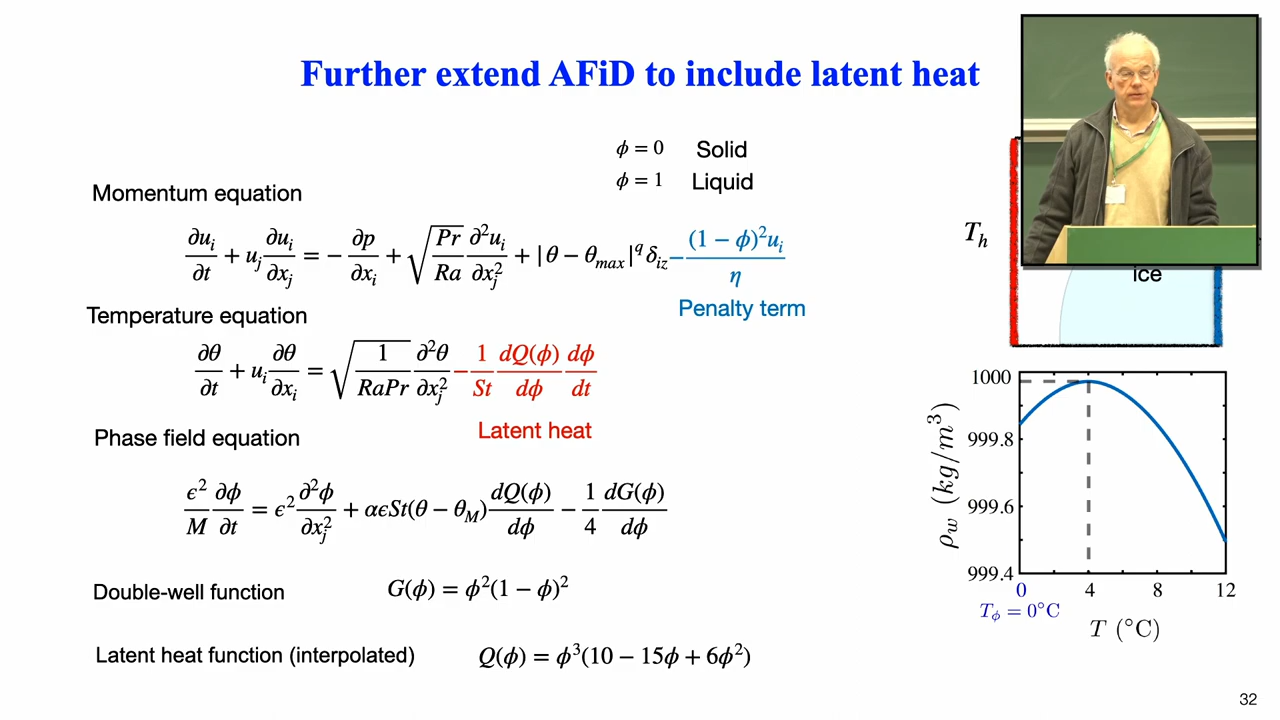 Further extend AFiD to include latent heat
ϕ = 0 Solid
ϕ = 1 Liquid
Momentum equation
∂u_i/∂t + u_j ∂u_i/∂x_j = − ∂p/∂x_i + √(Pr/Ra) ∂²u_i/∂x_j² + |θ − θ_max|^q δ_iz − (1 − ϕ)²u_i/η
Penalty term
Temperature equation
∂θ/∂t + u_i ∂θ/∂x_i = √(1/RaPr) ∂²θ/∂x_j² − 1/St dQ(ϕ)/dϕ dϕ/dt
Latent heat
Phase field equation
ϵ²/M ∂ϕ/∂t = ϵ² ∂²ϕ/∂x_j² + αϵSt(θ − θ_M) dQ(ϕ)/dϕ − 1/4 dG(ϕ)/dϕ
Double-well function G(ϕ) = ϕ²(1 − ϕ)²
Latent heat function (interpolated) Q(ϕ) = ϕ³(10 − 15ϕ + 6ϕ²)
T_h
ice
ρ_w (kg/m³)
1000
999.8
999.6
999.4
0 4 8 12
T_ϕ = 0°C
T (°C)
32